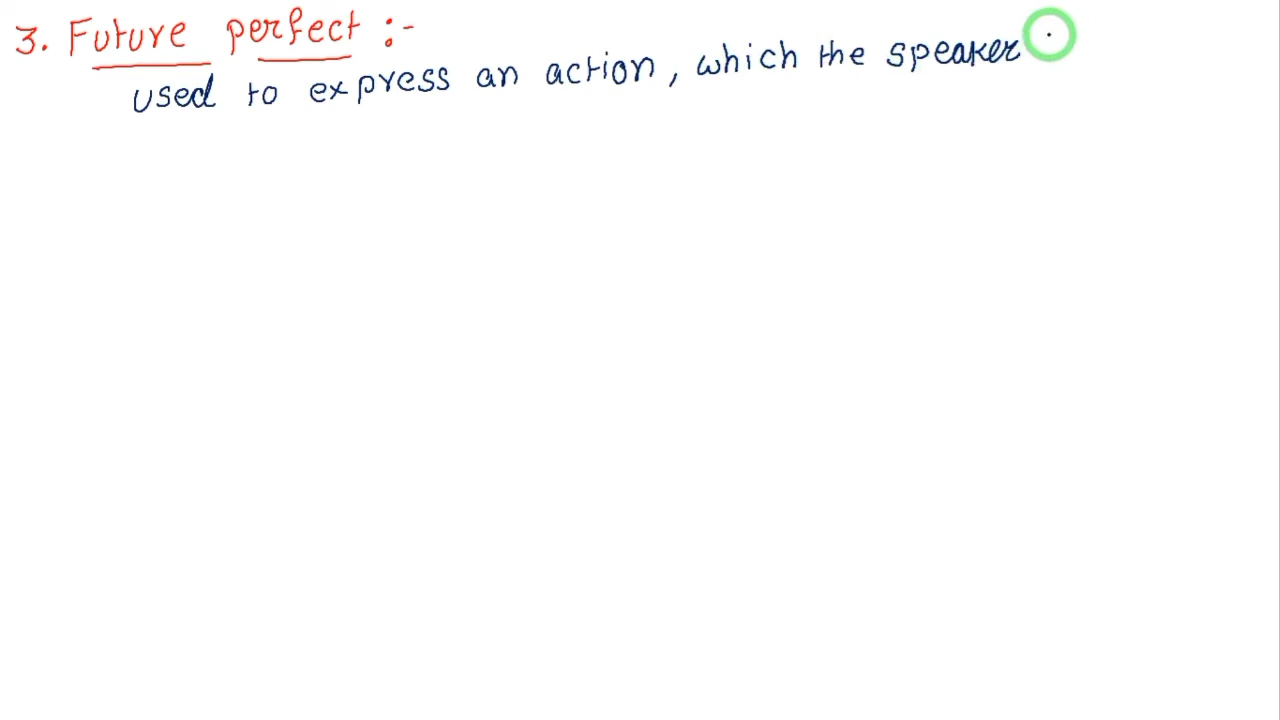 3. Future perfect :-
used to express an action, which the speaker